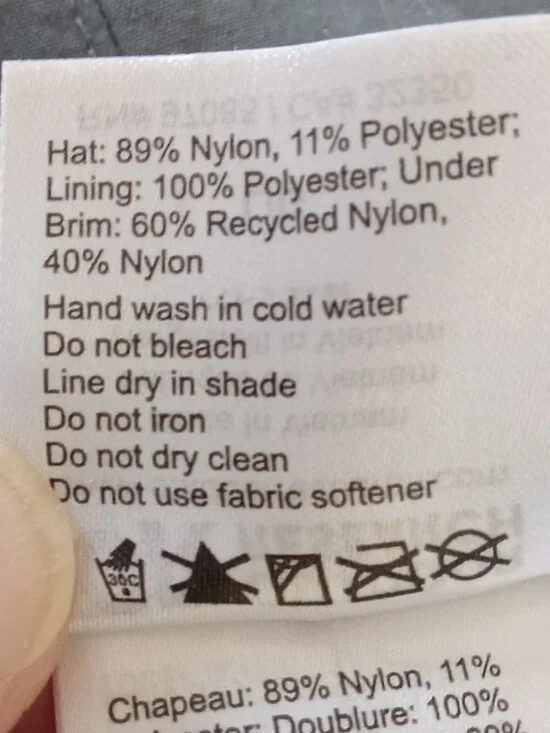 Hat: 89% Nylon, 11% Polyester;
Lining: 100% Polyester; Under
Brim: 60% Recycled Nylon,
40% Nylon
Hand wash in cold water
Do not bleach
Line dry in shade
Do not iron
Do not dry clean
Do not use fabric softener
30C
Chapeau: 89% Nylon, 11%
Doublure: 100%